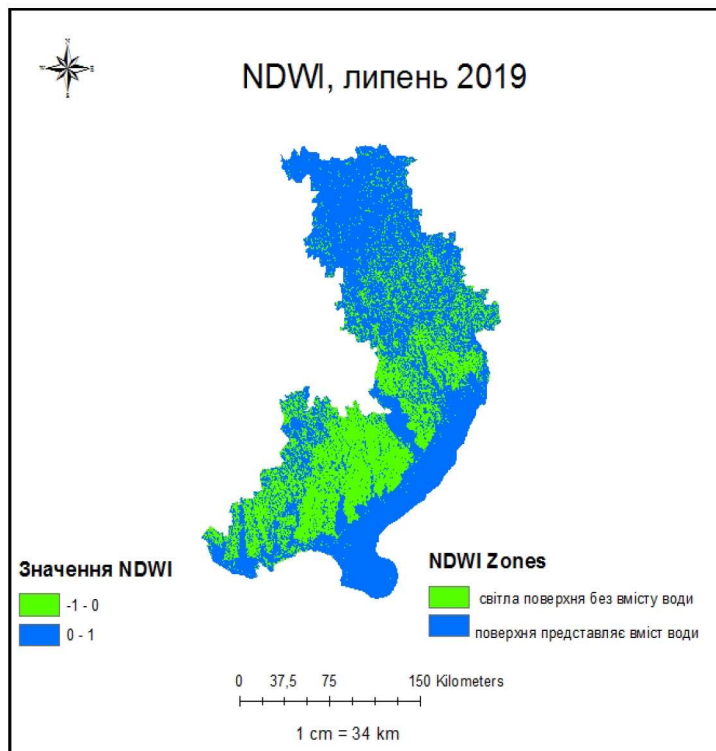 NDWI, липень 2019
Значення NDWI
-1 - 0
0 - 1
NDWI Zones
світла поверхня без вмісту води
поверхня представляє вміст води
0 37,5 75 150 Kilometers
1 cm = 34 km